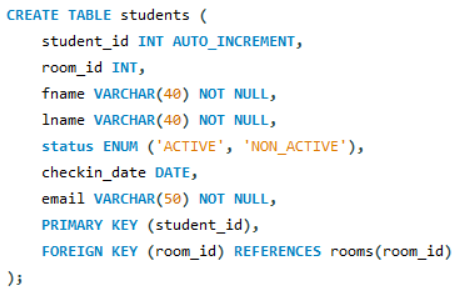 CREATE TABLE students (
    student_id INT AUTO_INCREMENT,
    room_id INT,
    fname VARCHAR(40) NOT NULL,
    lname VARCHAR(40) NOT NULL,
    status ENUM ('ACTIVE', 'NON_ACTIVE'),
    checkin_date DATE,
    email VARCHAR(50) NOT NULL,
    PRIMARY KEY (student_id),
    FOREIGN KEY (room_id) REFERENCES rooms(room_id)
);